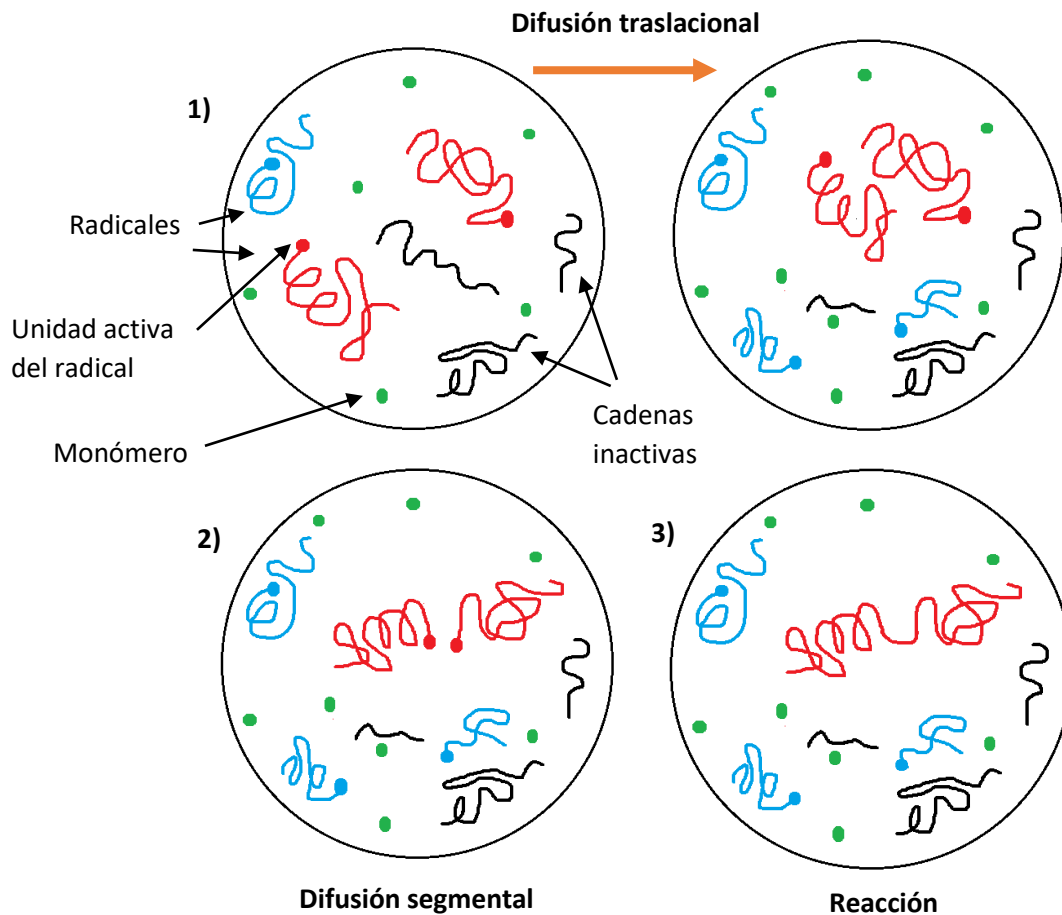 Difusión traslacional
1)
Radicales
Unidad activa
del radical
Monómero
Cadenas
inactivas
2)
3)
Difusión segmental
Reacción